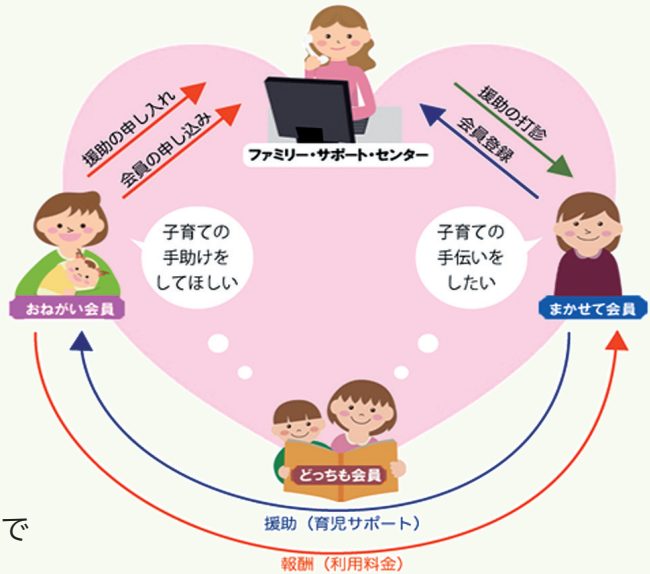 援助の申し入れ
会員の申し込み
援助の打診
会員登録
ファミリー・サポート・センター
子育ての
手助けを
してほしい
子育ての
手伝いを
したい
おねがい会員
まかせて会員
どっちも会員
で
援助（育児サポート）
報酬（利用料金）